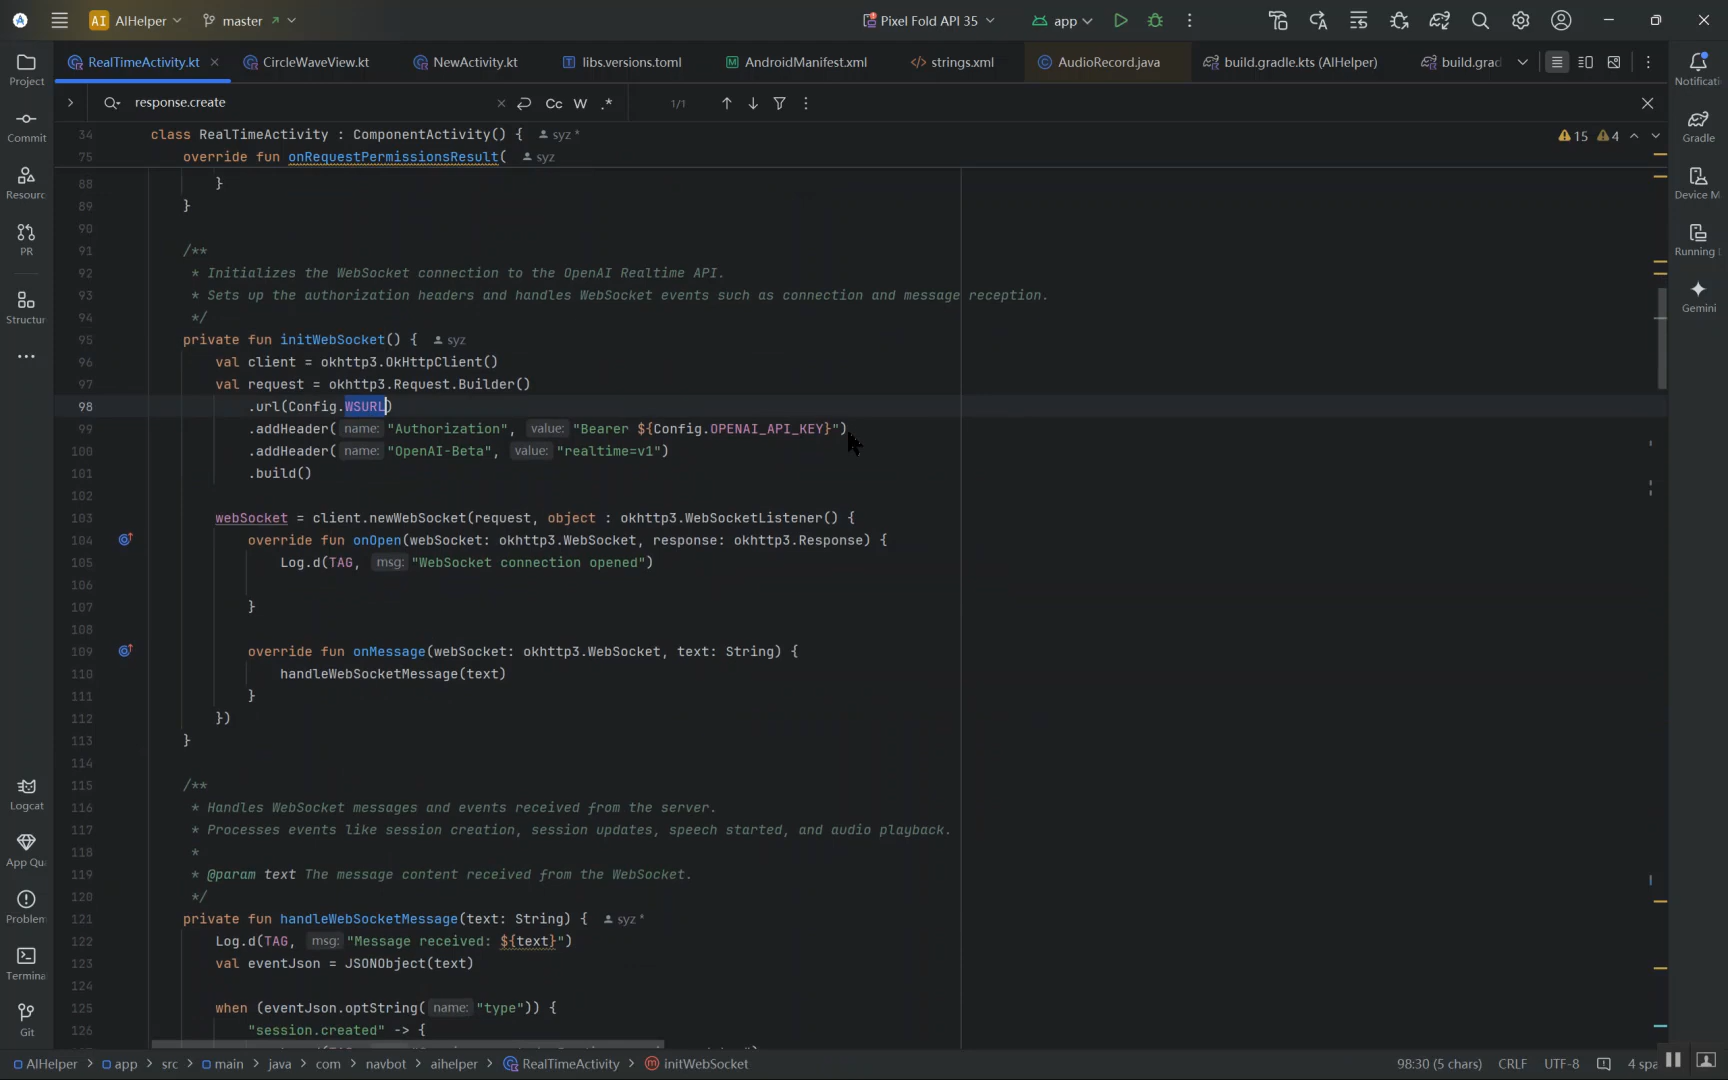 AI AIHelper master Pixel Fold API 35 app
RealTimeActivity.kt CircleWaveView.kt NewActivity.kt libs.versions.toml AndroidManifest.xml strings.xml AudioRecord.java build.gradle.kts (AIHelper) build.grad
response.create Cc W .* 1/1
Project
Commit
Resourc
PR
Structur
Logcat
App Qua
Problem
Termina
Git
34 class RealTimeActivity : ComponentActivity() { syz *
75 override fun onRequestPermissionsResult( syz
88 }
89 }
90
91 /**
92 * Initializes the WebSocket connection to the OpenAI Realtime API.
93 * Sets up the authorization headers and handles WebSocket events such as connection and message reception.
94 */
95 private fun initWebSocket() { syz
96 val client = okhttp3.OkHttpClient()
97 val request = okhttp3.Request.Builder()
98 .url(Config.WSURL)
99 .addHeader( name: "Authorization", value: "Bearer ${Config.OPENAI_API_KEY}")
100 .addHeader( name: "OpenAI-Beta", value: "realtime=v1")
101 .build()
102
103 webSocket = client.newWebSocket(request, object : okhttp3.WebSocketListener() {
104 override fun onOpen(webSocket: okhttp3.WebSocket, response: okhttp3.Response) {
105 Log.d(TAG, msg: "WebSocket connection opened")
106
107 }
108
109 override fun onMessage(webSocket: okhttp3.WebSocket, text: String) {
110 handleWebSocketMessage(text)
111 }
112 })
113 }
114
115 /**
116 * Handles WebSocket messages and events received from the server.
117 * Processes events like session creation, session updates, speech started, and audio playback.
118 *
119 * @param text The message content received from the WebSocket.
120 */
121 private fun handleWebSocketMessage(text: String) { syz *
122 Log.d(TAG, msg: "Message received: ${text}")
123 val eventJson = JSONObject(text)
124
125 when (eventJson.optString( name: "type")) {
126 "session.created" -> {
15 4
Notificati
Gradle
Device M
Running
Gemini
AIHelper > app > src > main > java > com > navbot > aihelper > RealTimeActivity > initWebSocket 98:30 (5 chars) CRLF UTF-8 4 spa